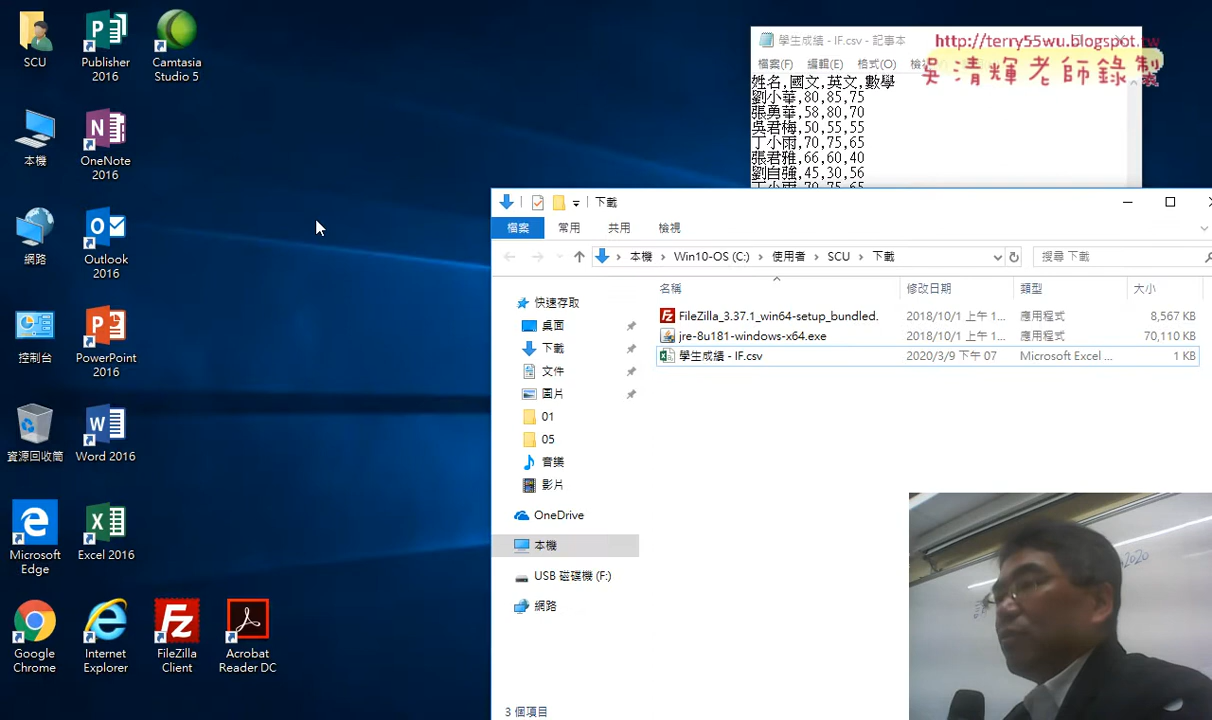 SCU
Publisher
2016
Camtasia
Studio 5
本機
OneNote
2016
網路
Outlook
2016
控制台
PowerPoint
2016
資源回收筒
Word 2016
Microsoft
Edge
Excel 2016
Google
Chrome
Internet
Explorer
FileZilla
Client
Acrobat
Reader DC
學生成績 - IF.csv - 記事本
http://terry55wu.blogspot.tw
吳清輝老師錄製
檔案(F) 編輯(E) 格式(O)
姓名,國文,英文,數學
劉小華,80,85,75
張勇華,58,80,70
吳君梅,50,55,55
丁小雨,70,75,65
張君雅,66,60,40
劉自強,45,30,56
丁小雨,70,75,65
下載
檔案 常用 共用 檢視
本機 › Win10-OS (C:) › 使用者 › SCU › 下載
搜尋 下載
名稱 修改日期 類型 大小
FileZilla_3.37.1_win64-setup_bundled. 2018/10/1 上午 1... 應用程式 8,567 KB
jre-8u181-windows-x64.exe 2018/10/1 上午 1... 應用程式 70,110 KB
學生成績 - IF.csv 2020/3/9 下午 07 Microsoft Excel ... 1 KB
快速存取
桌面
下載
文件
圖片
01
05
音樂
影片
OneDrive
本機
USB 磁碟機 (F:)
網路
3 個項目
2020